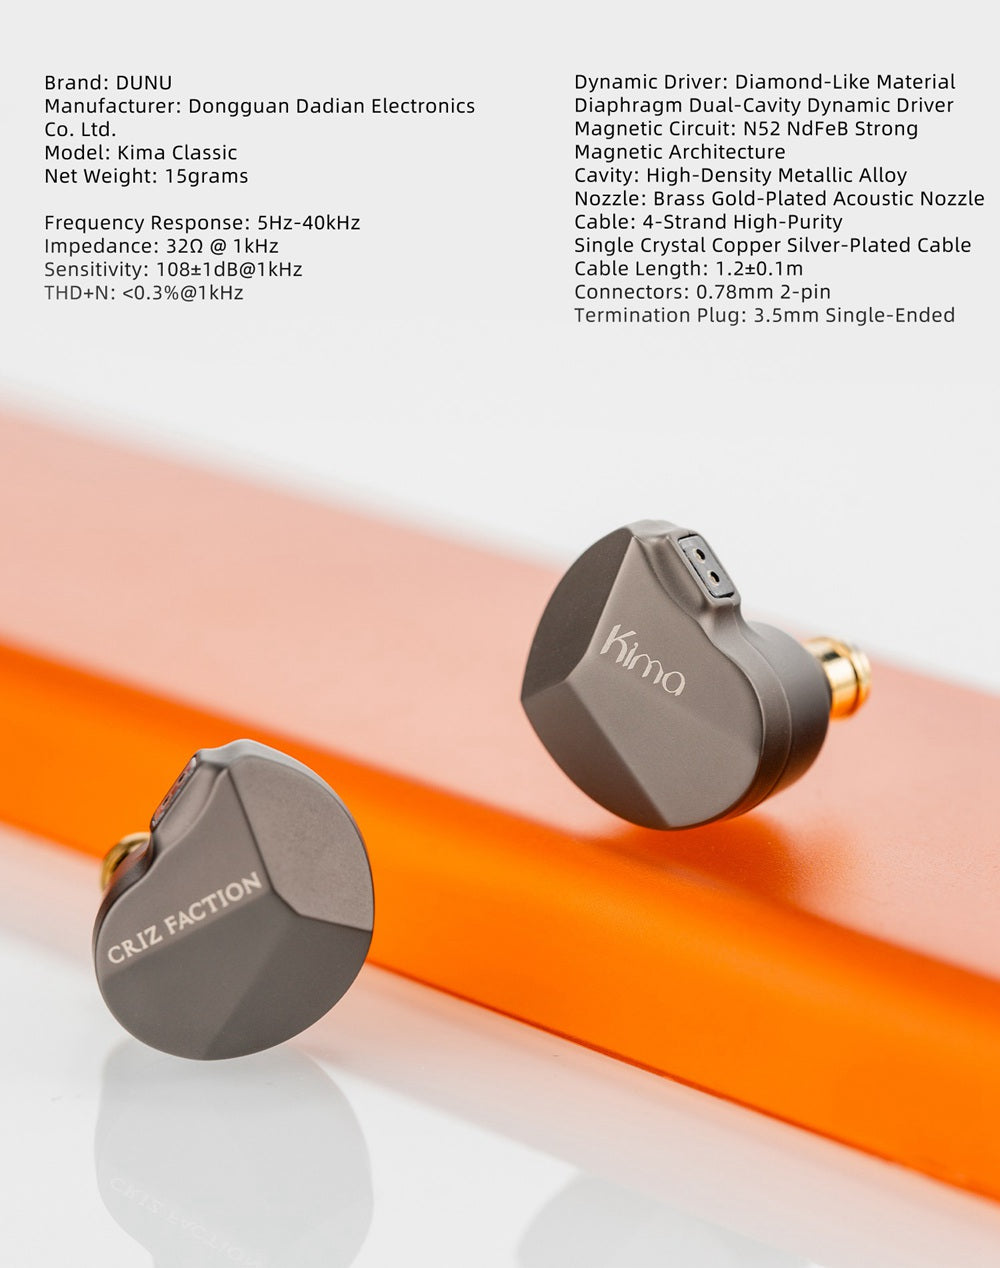 Brand: DUNU
Manufacturer: Dongguan Dadian Electronics
Co. Ltd.
Model: Kima Classic
Net Weight: 15grams
Frequency Response: 5Hz-40kHz
Impedance: 32Ω @ 1kHz
Sensitivity: 108±1dB@1kHz
THD+N: <0.3%@1kHz
Dynamic Driver: Diamond-Like Material
Diaphragm Dual-Cavity Dynamic Driver
Magnetic Circuit: N52 NdFeB Strong
Magnetic Architecture
Cavity: High-Density Metallic Alloy
Nozzle: Brass Gold-Plated Acoustic Nozzle
Cable: 4-Strand High-Purity
Single Crystal Copper Silver-Plated Cable
Cable Length: 1.2±0.1m
Connectors: 0.78mm 2-pin
Termination Plug: 3.5mm Single-Ended
Kima
CRIZ FACTION